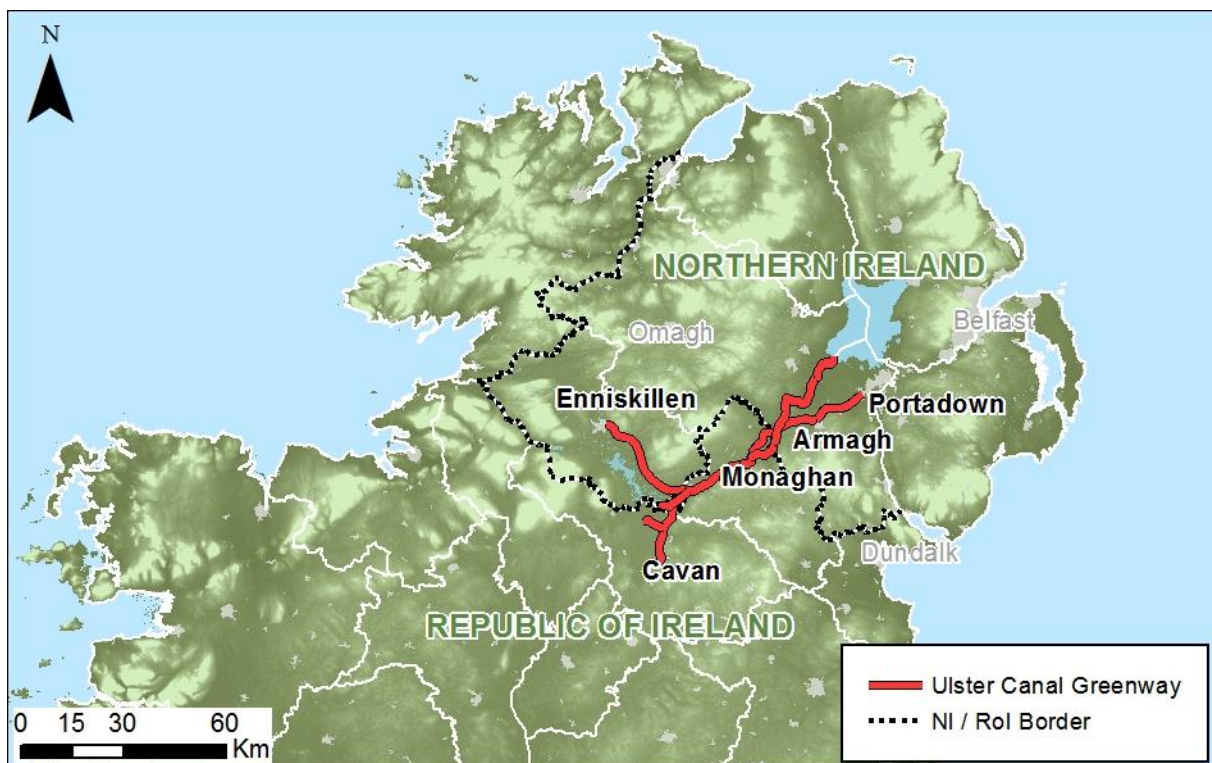 N
NORTHERN IRELAND
Omagh
Belfast
Enniskillen
Portadown
Armagh
Monaghan
Dundalk
Cavan
REPUBLIC OF IRELAND
Ulster Canal Greenway
NI / RoI Border
0 15 30 60
Km